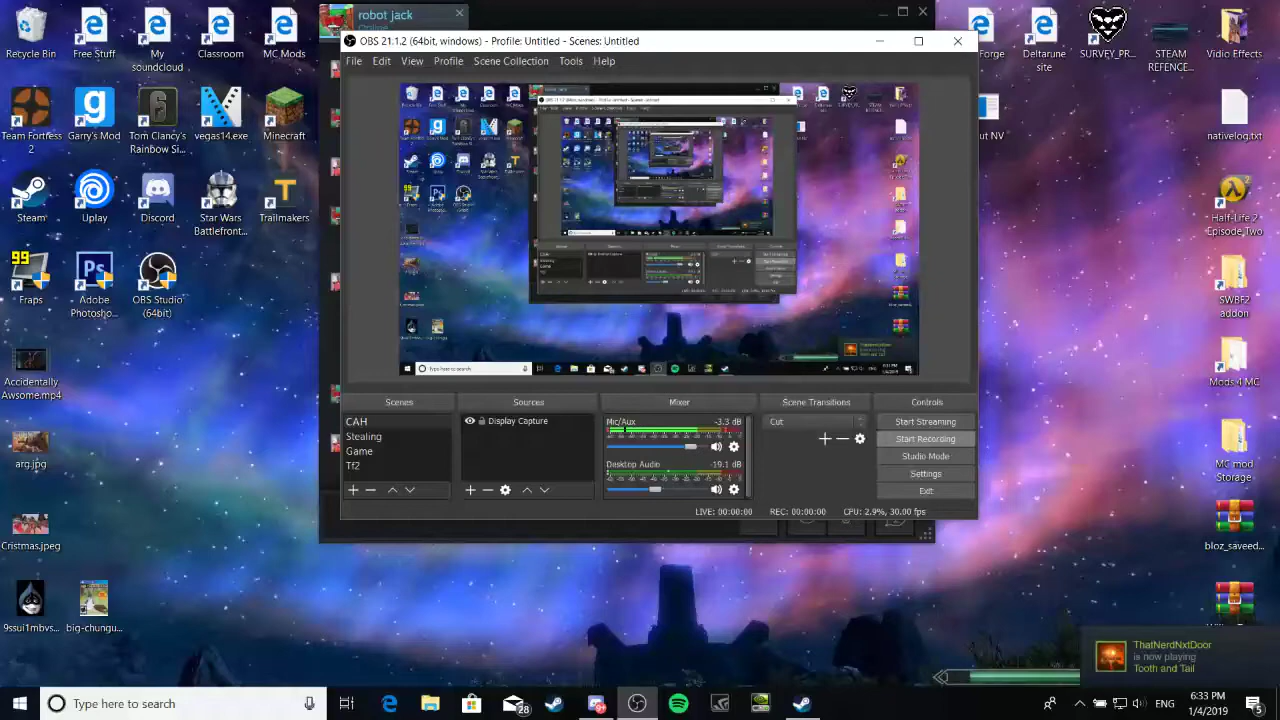 robot jack
Online
OBS 21.1.2 (64bit, windows) - Profile: Untitled - Scenes: Untitled
File Edit View Profile Scene Collection Tools Help
Recycle Bin
Free Stuff
My soundcloud
Classroom
MC Mods
Team Fortress 2
Garry's Mod
Tom Clancy's Rainbow Si...
vegas14.exe
Minecraft
Steam
Uplay
Discord
Star Wars Battlefront...
Trailmakers
99
Fraps
Ps
Adobe Photosho...
OBS Studio (64bit)
Accidentally Awsome.mp4
arg.jpg
Cristmas.jpeg
9ssui1mbvs...
big-chungu...
Scenes
CAH
Stealing
Game
Tf2
Sources
Display Capture
Mixer
Mic/Aux -3.3 dB
Desktop Audio -19.1 dB
Scene Transitions
Cut
Controls
Start Streaming
Start Recording
Studio Mode
Settings
Exit
LIVE: 00:00:00 REC: 00:00:00 CPU: 2.9%, 30.00 fps
Forge
Deltarune site
SURVEY_PR...
STEAM REFENCE...
Vidio Effects
ut NV
nativelog.txt
Half-Life 2 Episode Two
SWBF2 addon
Mods 4 MC
MC mod Storage
bloz_saveed...
ThatNerdNxtDoor
is now playing
Tooth and Tail
Type here to search
28
6:33 PM
1/4/2019